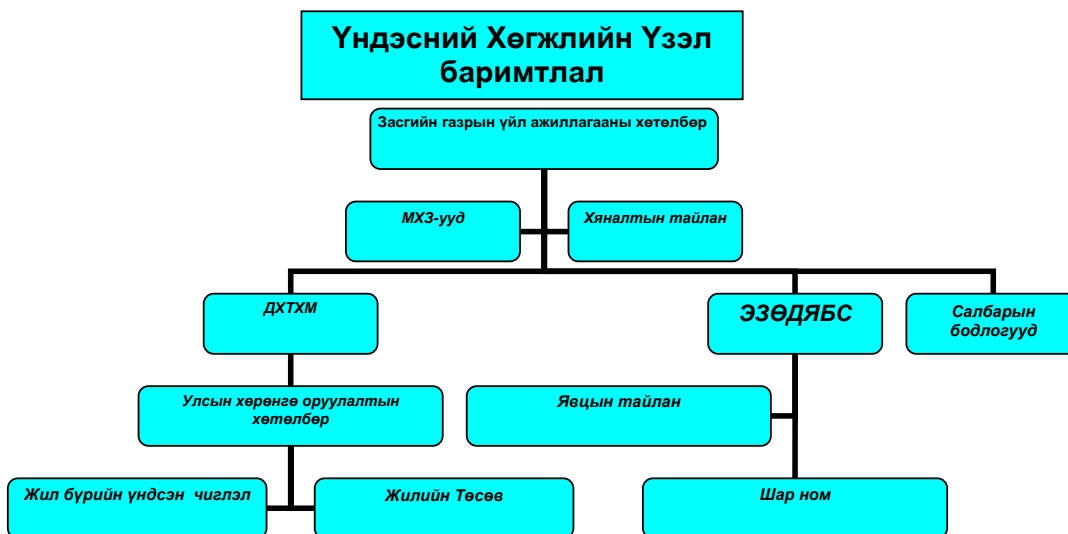 Үндэсний Хөгжлийн Үзэл
баримтлал
Засгийн газрын үйл ажиллагааны хөтөлбөр
МХЗ-ууд
Хяналтын тайлан
ДХТХМ
ЭЗӨДЯБС
Салбарын
бодлогууд
Улсын хөрөнгө оруулалтын
хөтөлбөр
Явцын тайлан
Жил бүрийн үндсэн чиглэл
Жилийн Төсөв
Шар ном